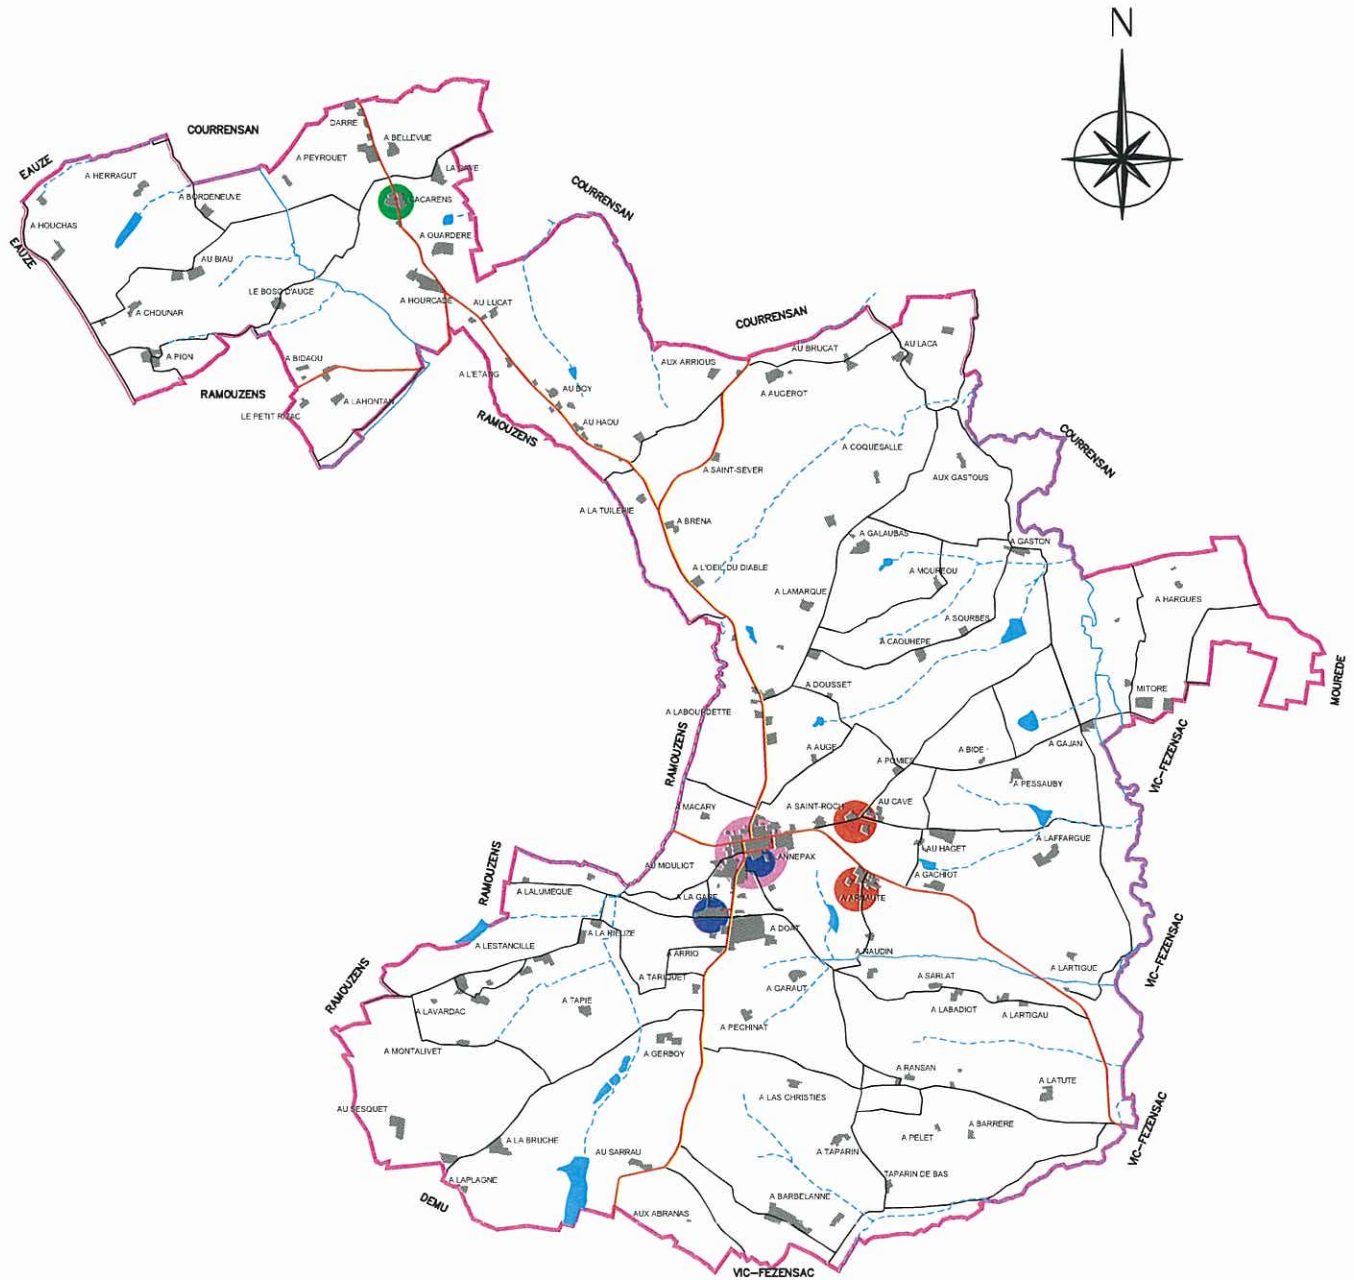 N
COURRENSAN
DARRE
A BELLEVUE
EAUZE
A PEYROUET
A HERRAGUT
LA CAVE
COURRENSAN
A BORDENEUVE
CACARENS
A HOUCHAS
A OUARDERE
EAUZE
AU BIAU
LE BOSC D'AUGE
A HOURCADE
AU LUCAT
A CHOUNAR
COURRENSAN
AU BRUCAT
AU LACA
A PION
A BIDAOU
AUX ARRIOUS
A L'ETANG
AU BOY
A AUGEROT
RAMOUZENS
A LAHONTAN
LE PETIT RIZAC
RAMOUZENS
AU HAOU
COURRENSAN
A COQUESALLE
A SAINT-SEVER
AUX GASTOUS
A LA TUILERIE
A BRENA
A GALAUBAS
A GASTON
A L'OEIL DU DIABLE
A MOUREOU
A LAMARQUE
A HARGUES
A SOURBES
A CAOUHEPE
MOUREDE
A DOUSSET
MITORE
A LABOURDETTE
RAMOUZENS
A AUGE
A BIDE
A GAJAN
VIC-FEZENSAC
A POMIES
A PESSAUBY
A MACARY
A SAINT-ROCH
AU CAVE
A LAFFARGUE
AU HAGET
RAMOUZENS
AU MOULIOT
LANNEPAX
A LALUMEQUE
A GACHIOT
A LA GARE
A ARNAUTE
A DOAT
A LA RIEUZE
A LESTANCILLE
A ARRIO
A NAUDIN
VIC-FEZENSAC
RAMOUZENS
A LARTIGUE
A TARIQUET
A GARAUT
A SARLAT
A TAPIE
A LAVARDAC
A LABADIOT
A LARTIGAU
A PECHINAT
A MONTALIVET
A GERBOY
A RANSAN
A LATUTE
A LAS CHRISTIES
AU SESQUET
A BARRERE
A PELET
VIC-FEZENSAC
A LA BRUCHE
AU SARRAU
A TAPARIN
A LAPLAGNE
TAPARIN DE BAS
DEMU
A BARBELANNE
AUX ABRANAS
VIC-FEZENSAC